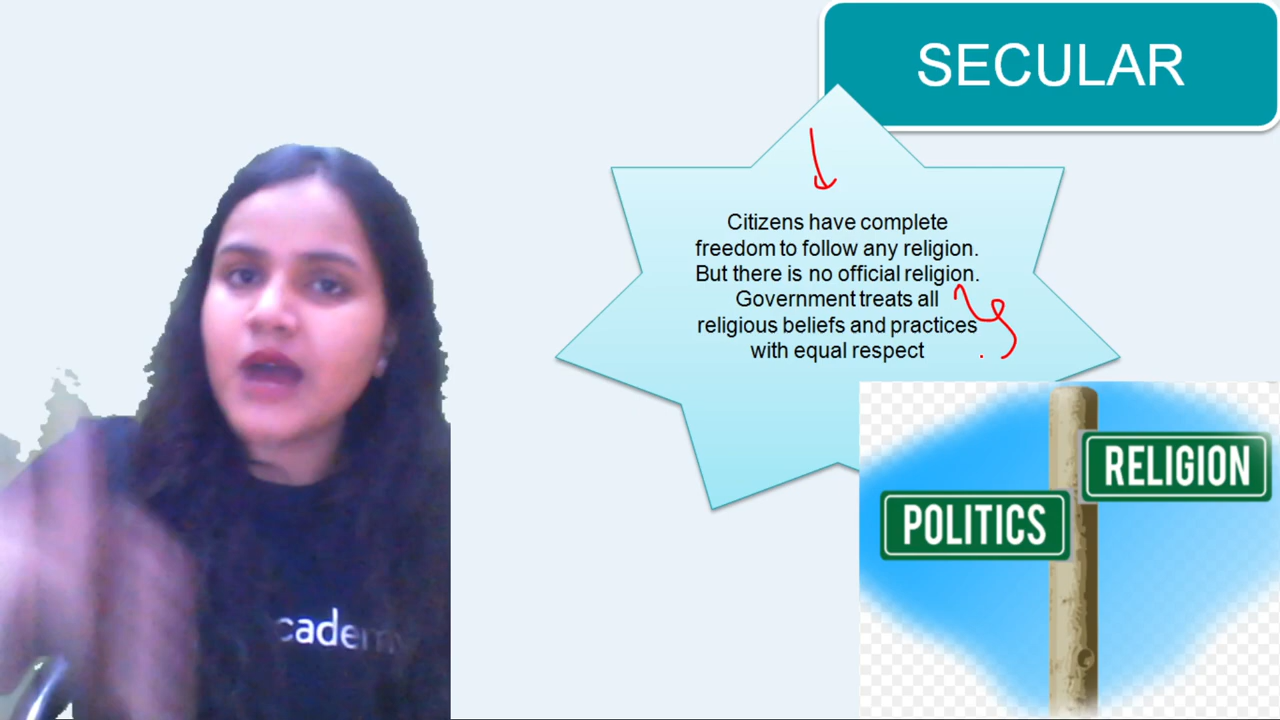 SECULAR
Citizens have complete
freedom to follow any religion.
But there is no official religion.
Government treats all
religious beliefs and practices
with equal respect
RELIGION
POLITICS
cadem